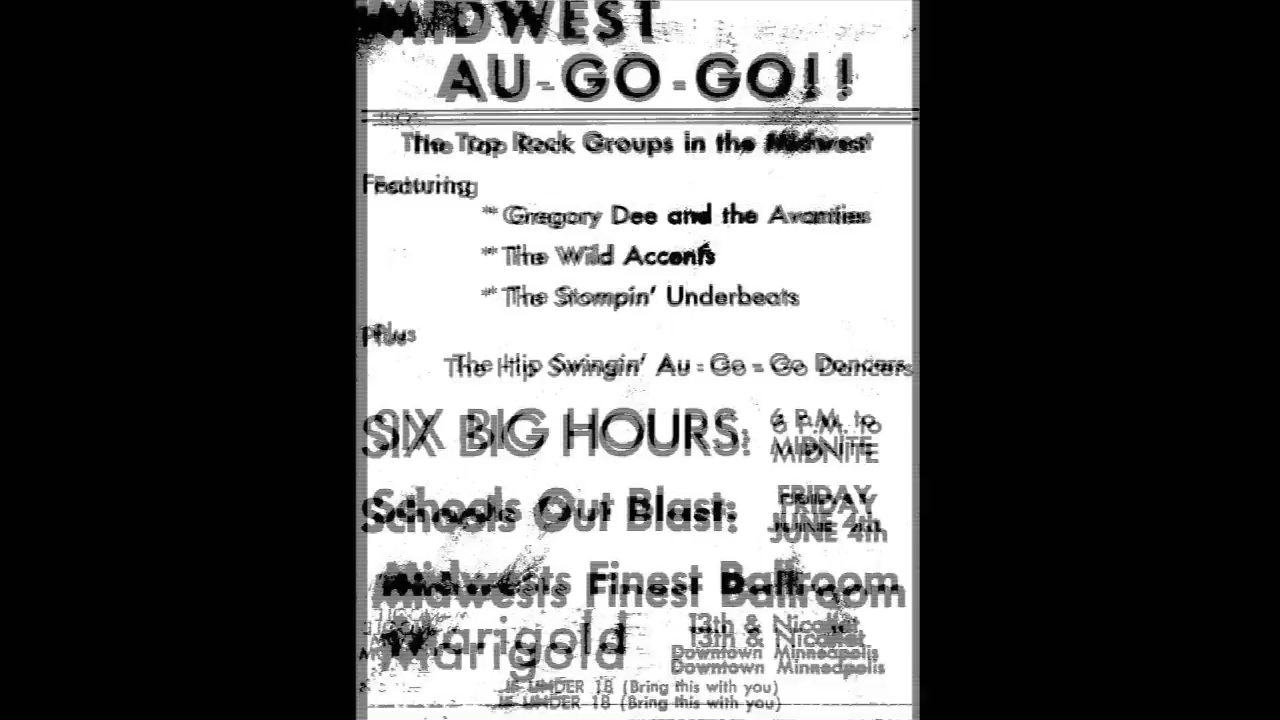 MIDWEST
AU-GO-GO!!
The Top Rock Groups in the Midwest
Featuring
** Gregory Dee and the Avanties
** The Wild Accents
** The Stompin' Underbeats
Plus
The Hip Swingin' Au-Go-Go Dancers
SIX BIG HOURS: 6 P.M. to MIDNITE
Schools Out Blast: FRIDAY JUNE 4th
Midwests Finest Ballroom
Marigold 13th & Nicollet
Downtown Minneapolis
IF UNDER 18 (Bring this with you)